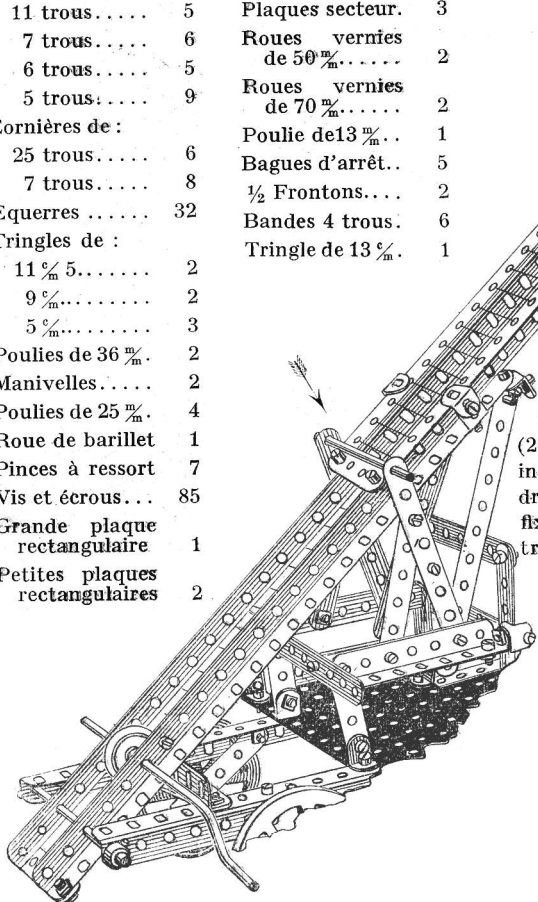 11 trous..... 5
7 trous..... 6
6 trous..... 5
5 trous..... 9
Cornières de :
25 trous..... 6
7 trous..... 8
Equerres ...... 32
Tringles de :
11 c/m 5....... 2
9 c/m......... 2
5 c/m......... 3
Poulies de 36 m/m. 2
Manivelles..... 2
Poulies de 25 m/m. 4
Roue de barillet 1
Pinces à ressort 7
Vis et écrous... 85
Grande plaque
rectangulaire 1
Petites plaques
rectangulaires 2
Plaques secteur. 3
Roues vernies
de 50 m/m...... 2
Roues vernies
de 70 m/m...... 2
Poulie de13 m/m.. 1
Bagues d'arrêt.. 5
½ Frontons.... 2
Bandes 4 trous. 6
Tringle de 13 c/m. 1
(2